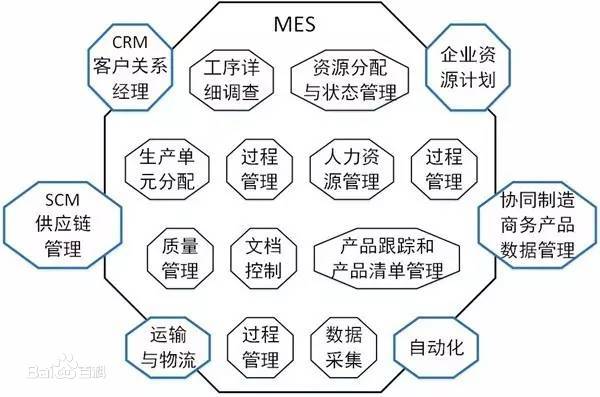 MES
CRM
客户关系
经理
工序详
细调查
资源分配
与状态管理
企业资
源计划
生产单
元分配
过程
管理
人力资
源管理
过程
管理
SCM
供应链
管理
协同制造
商务产品
数据管理
质量
管理
文档
控制
产品跟踪和
产品清单管理
运输
与物流
过程
管理
数据
采集
自动化
Bai百科